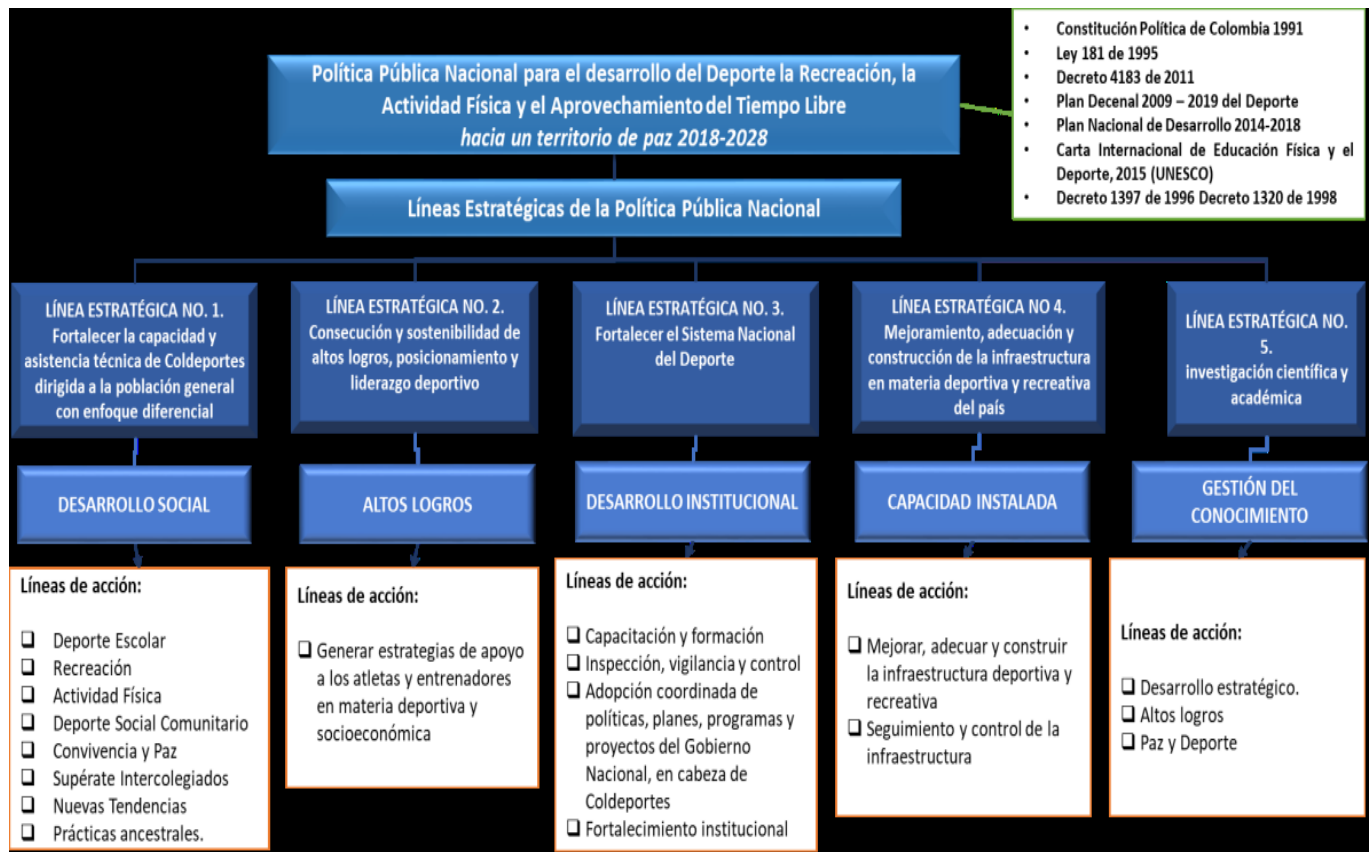 Política Pública Nacional para el desarrollo del Deporte la Recreación, la
Actividad Física y el Aprovechamiento del Tiempo Libre
hacia un territorio de paz 2018-2028
• Constitución Política de Colombia 1991
• Ley 181 de 1995
• Decreto 4183 de 2011
• Plan Decenal 2009 – 2019 del Deporte
• Plan Nacional de Desarrollo 2014-2018
• Carta Internacional de Educación Física y el
Deporte, 2015 (UNESCO)
• Decreto 1397 de 1996 Decreto 1320 de 1998
Líneas Estratégicas de la Política Pública Nacional
LÍNEA ESTRATÉGICA NO. 1.
Fortalecer la capacidad y
asistencia técnica de Coldeportes
dirigida a la población general
con enfoque diferencial
LÍNEA ESTRATÉGICA NO. 2.
Consecución y sostenibilidad de
altos logros, posicionamiento y
liderazgo deportivo
LÍNEA ESTRATÉGICA NO. 3.
Fortalecer el Sistema Nacional
del Deporte
LÍNEA ESTRATÉGICA NO 4.
Mejoramiento, adecuación y
construcción de la infraestructura
en materia deportiva y recreativa
del país
LÍNEA ESTRATÉGICA NO.
5.
investigación científica y
académica
DESARROLLO SOCIAL
ALTOS LOGROS
DESARROLLO INSTITUCIONAL
CAPACIDAD INSTALADA
GESTIÓN DEL
CONOCIMIENTO
Líneas de acción:
❑ Deporte Escolar
❑ Recreación
❑ Actividad Física
❑ Deporte Social Comunitario
❑ Convivencia y Paz
❑ Supérate Intercolegiados
❑ Nuevas Tendencias
❑ Prácticas ancestrales.
Líneas de acción:
❑ Generar estrategias de apoyo
a los atletas y entrenadores
en materia deportiva y
socioeconómica
Líneas de acción:
❑ Capacitación y formación
❑ Inspección, vigilancia y control
❑ Adopción coordinada de
políticas, planes, programas y
proyectos del Gobierno
Nacional, en cabeza de
Coldeportes
❑ Fortalecimiento institucional
Líneas de acción:
❑ Mejorar, adecuar y construir
la infraestructura deportiva y
recreativa
❑ Seguimiento y control de la
infraestructura
Líneas de acción:
❑ Desarrollo estratégico.
❑ Altos logros
❑ Paz y Deporte